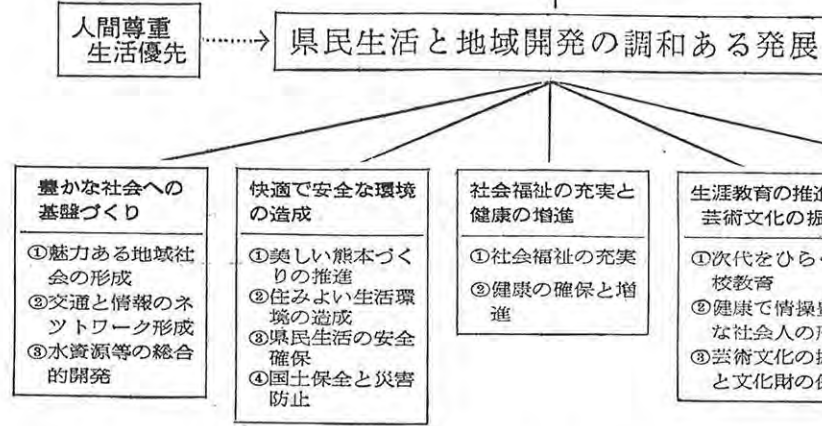 人間尊重
生活優先
県民生活と地域開発の調和ある発展
豊かな社会への
基盤づくり
①魅力ある地域社
会の形成
②交通と情報のネ
ットワーク形成
③水資源等の総合
的開発
快適で安全な環境
の造成
①美しい熊本づく
りの推進
②住みよい生活環
境の造成
③県民生活の安全
確保
④国土保全と災害
防止
社会福祉の充実と
健康の増進
①社会福祉の充実
②健康の確保と増
進
生涯教育の推進
芸術文化の振
①次代をひらく
校教育
②健康で情操豊
な社会人の形
③芸術文化の振
と文化財の保